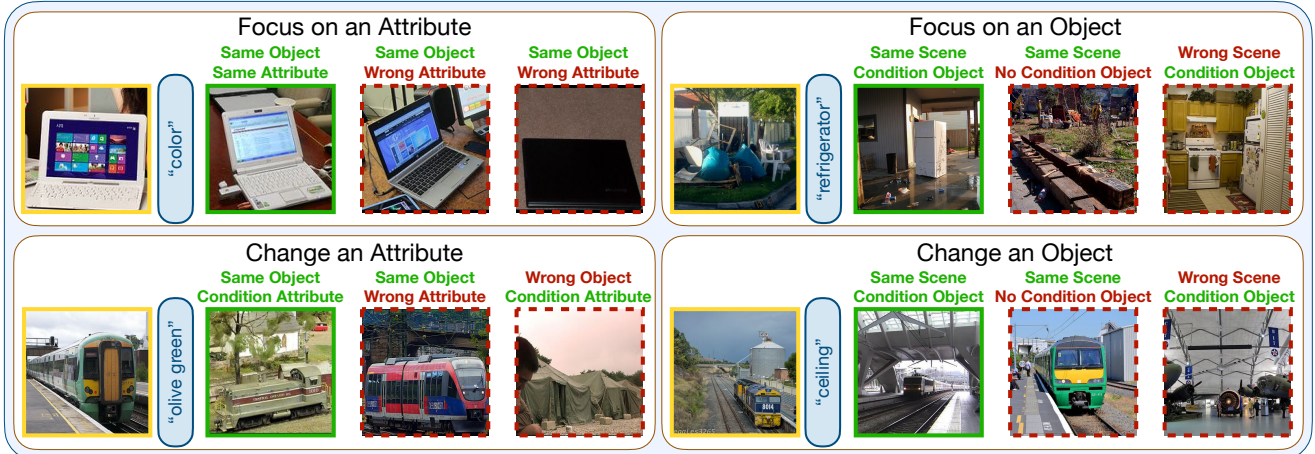 Focus on an Attribute
Same Object
Same Attribute
Same Object
Wrong Attribute
Same Object
Wrong Attribute
“color”
Focus on an Object
Same Scene
Condition Object
Same Scene
No Condition Object
Wrong Scene
Condition Object
“refrigerator”
Change an Attribute
Same Object
Condition Attribute
Same Object
Wrong Attribute
Wrong Object
Condition Attribute
“olive green”
Change an Object
Same Scene
Condition Object
Same Scene
No Condition Object
Wrong Scene
Condition Object
“ceiling”
8014